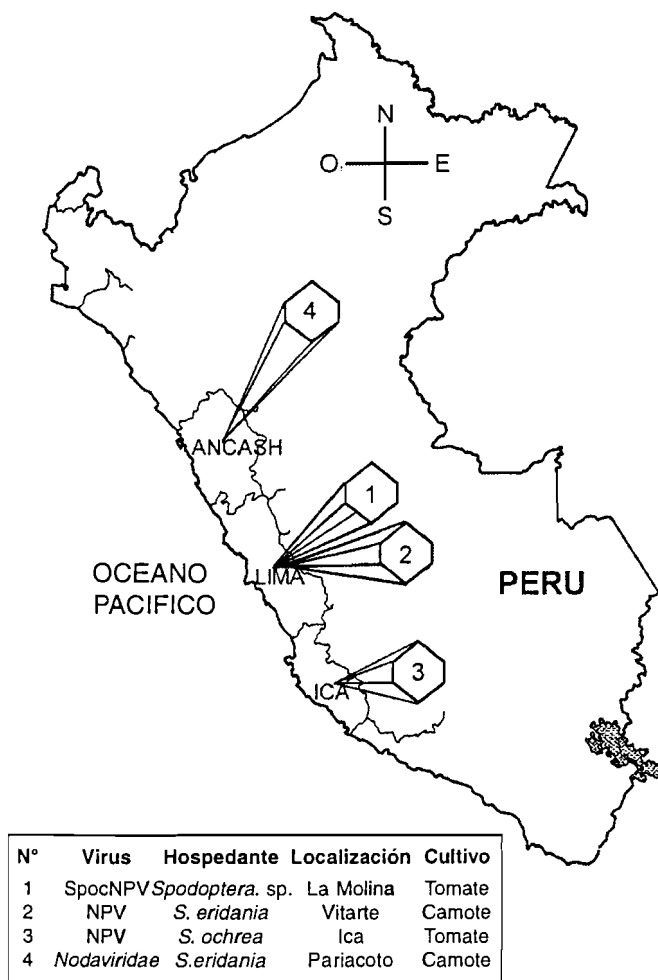 N
O E
S
4
ANCASH
1
2
LIMA
OCEANO
PACIFICO
PERU
3
ICA
N° Virus Hospedante Localización Cultivo
1 SpocNPV Spodoptera. sp. La Molina Tomate
2 NPV S. eridania Vitarte Camote
3 NPV S. ochrea Ica Tomate
4 Nodaviridae S.eridania Pariacoto Camote